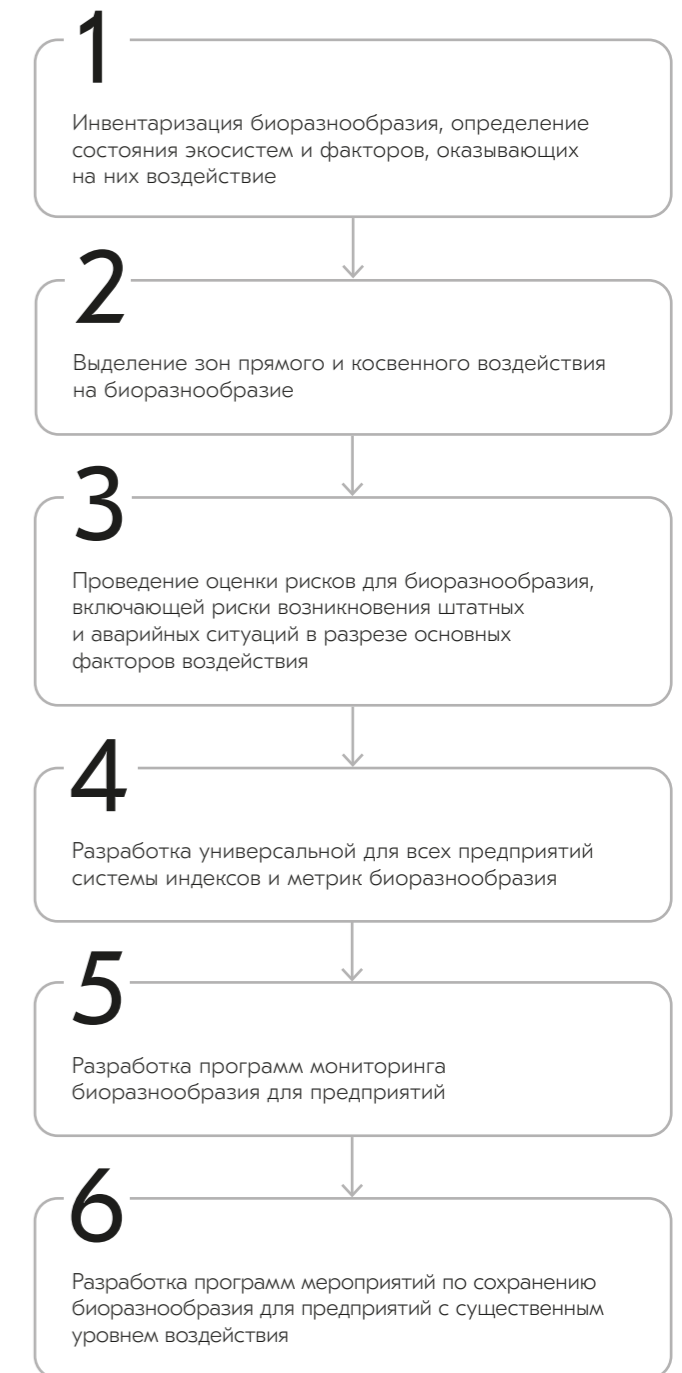 1
Инвентаризация биоразнообразия, определение
состояния экосистем и факторов, оказывающих
на них воздействие
2
Выделение зон прямого и косвенного воздействия
на биоразнообразие
3
Проведение оценки рисков для биоразнообразия,
включающей риски возникновения штатных
и аварийных ситуаций в разрезе основных
факторов воздействия
4
Разработка универсальной для всех предприятий
системы индексов и метрик биоразнообразия
5
Разработка программ мониторинга
биоразнообразия для предприятий
6
Разработка программ мероприятий по сохранению
биоразнообразия для предприятий с существенным
уровнем воздействия